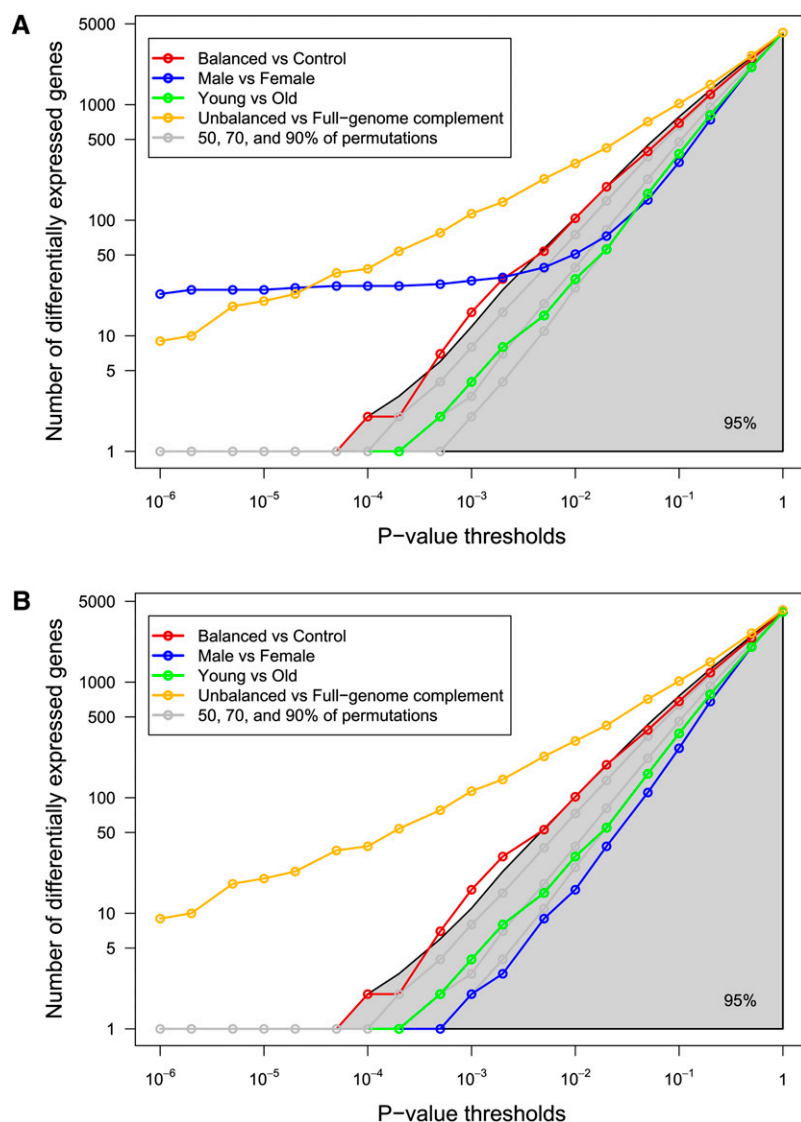 A
Number of differentially expressed genes
5000
1000
500
100
50
10
5
1
Balanced vs Control
Male vs Female
Young vs Old
Unbalanced vs Full-genome complement
50, 70, and 90% of permutations
95%
10⁻⁶ 10⁻⁵ 10⁻⁴ 10⁻³ 10⁻² 10⁻¹ 1
P−value thresholds
B
Number of differentially expressed genes
5000
1000
500
100
50
10
5
1
Balanced vs Control
Male vs Female
Young vs Old
Unbalanced vs Full-genome complement
50, 70, and 90% of permutations
95%
10⁻⁶ 10⁻⁵ 10⁻⁴ 10⁻³ 10⁻² 10⁻¹ 1
P−value thresholds